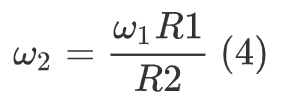 ω₂ = ω₁R1 / R2 (4)